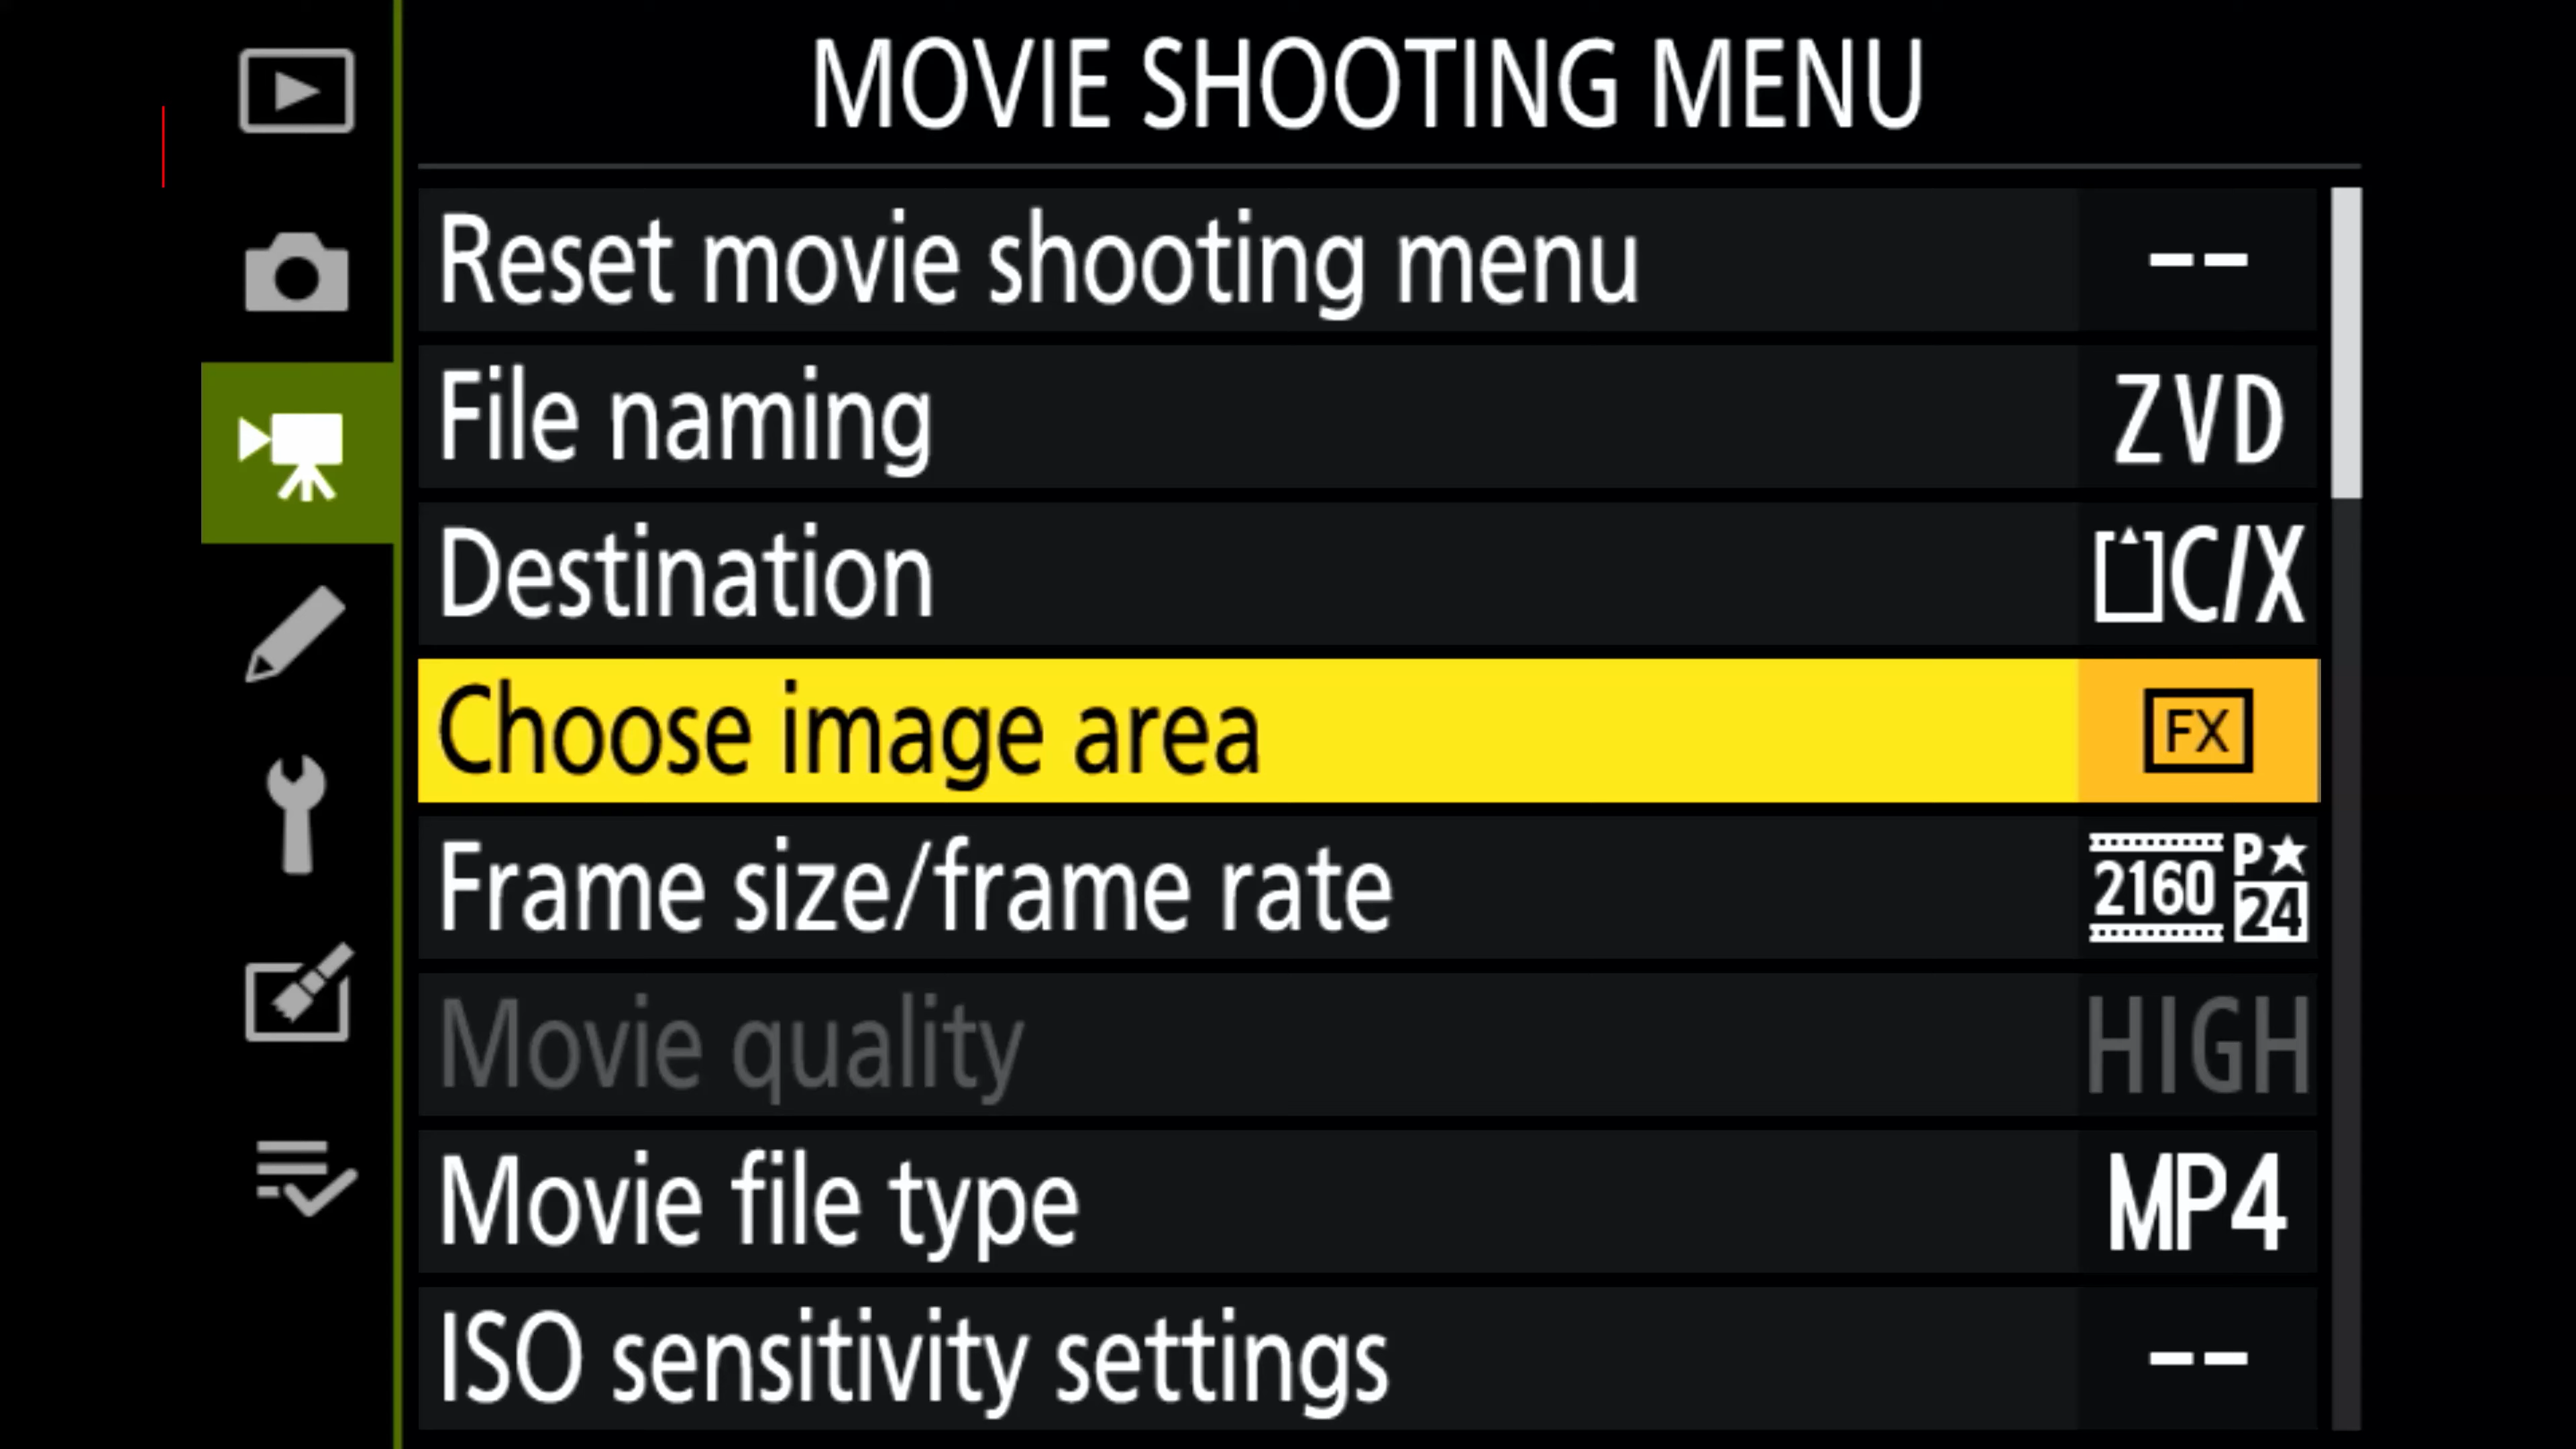 MOVIE SHOOTING MENU
Reset movie shooting menu --
File naming ZVD
Destination C/X
Choose image area FX
Frame size/frame rate 2160 P★ 24
Movie quality HIGH
Movie file type MP4
ISO sensitivity settings --